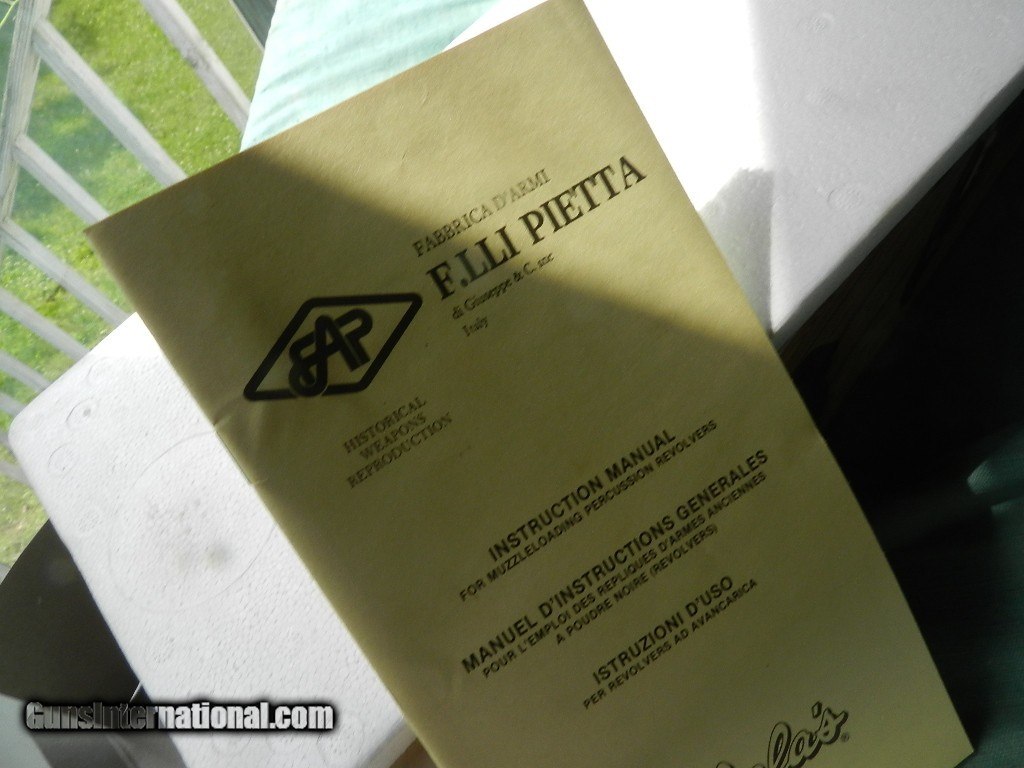 FABBRICA D'ARMI
F.LLI PIETTA
di Giuseppe & C. snc
Italy
FAP
HISTORICAL
WEAPONS
REPRODUCTION
INSTRUCTION MANUAL
FOR MUZZLELOADING PERCUSSION REVOLVERS
MANUEL D'INSTRUCTIONS GENERALES
POUR L'EMPLOI DES REPLIQUES D'ARMES ANCIENNES
A POUDRE NOIRE (REVOLVERS)
ISTRUZIONI D'USO
PER REVOLVERS AD AVANCARICA
GunsInternational.com